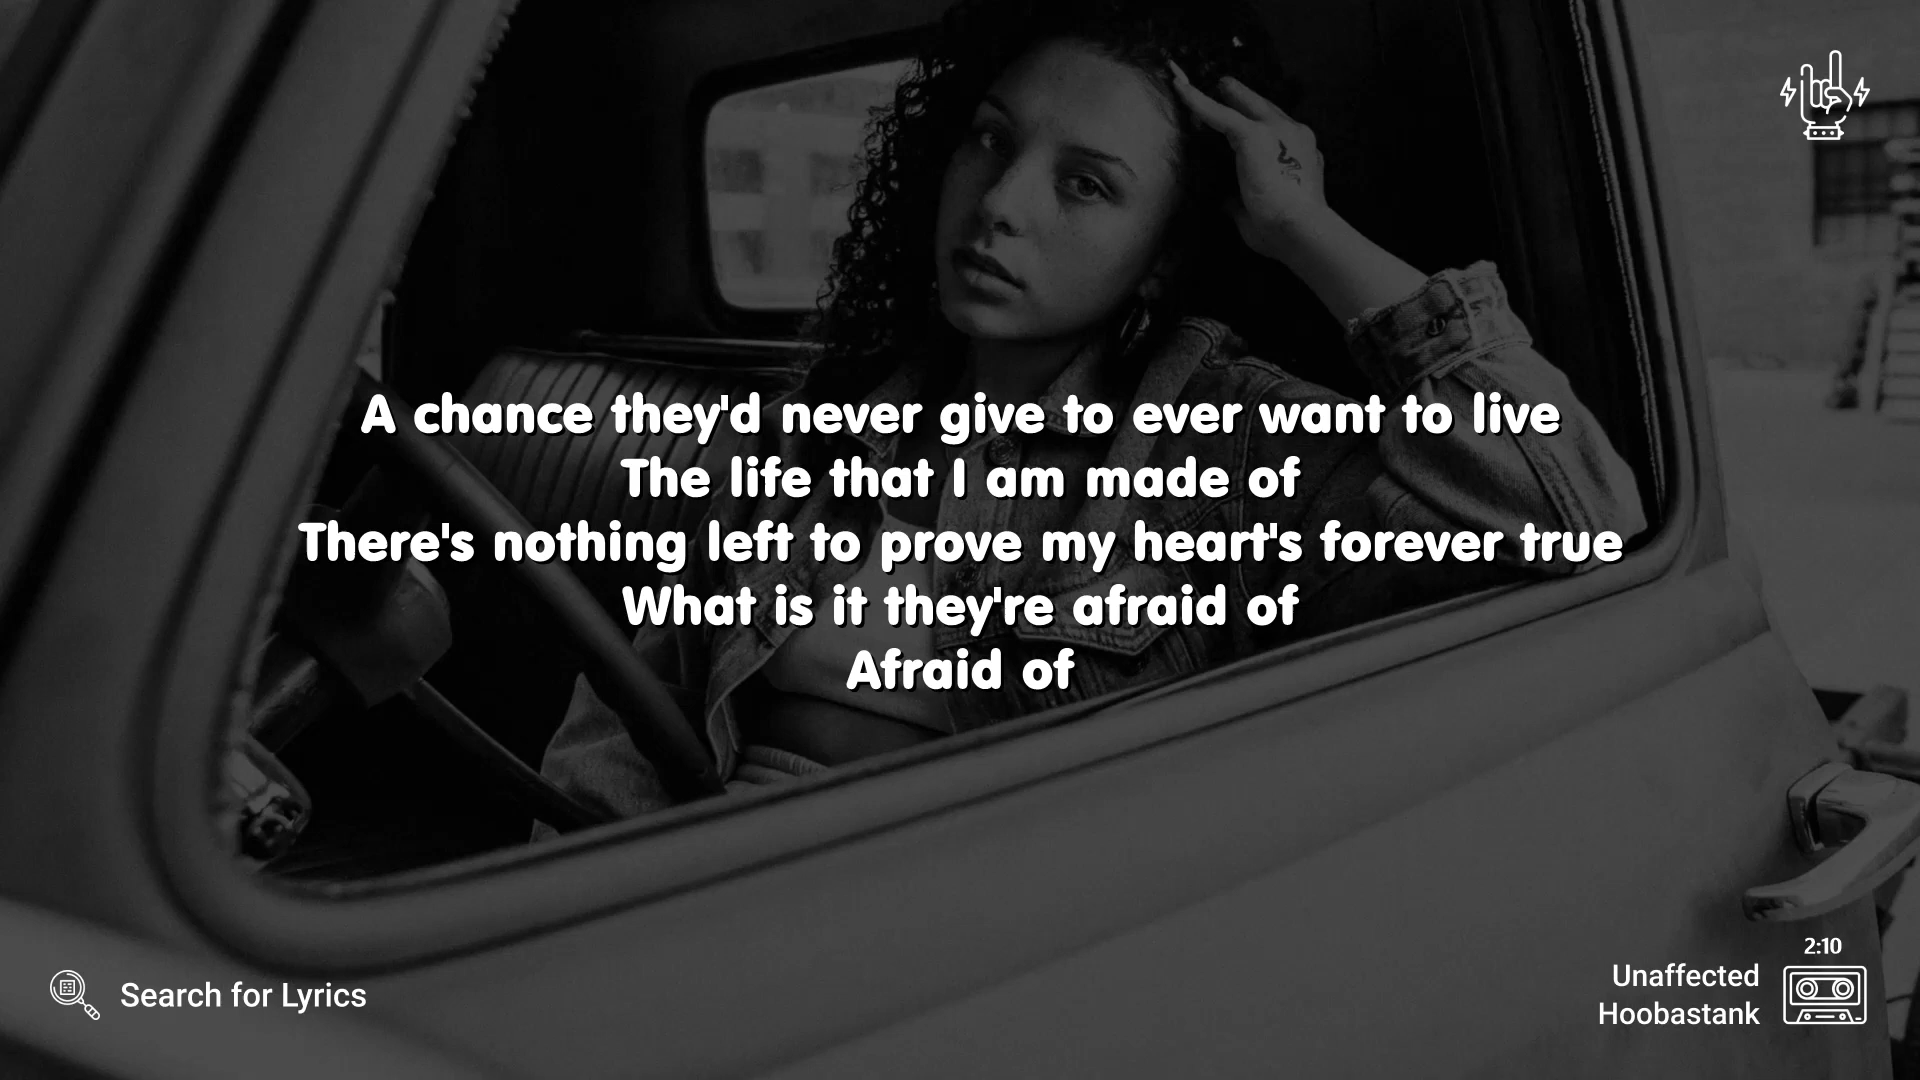 A chance they'd never give to ever want to live
The life that I am made of
There's nothing left to prove my heart's forever true
What is it they're afraid of
Afraid of
Search for Lyrics
2:10
Unaffected
Hoobastank